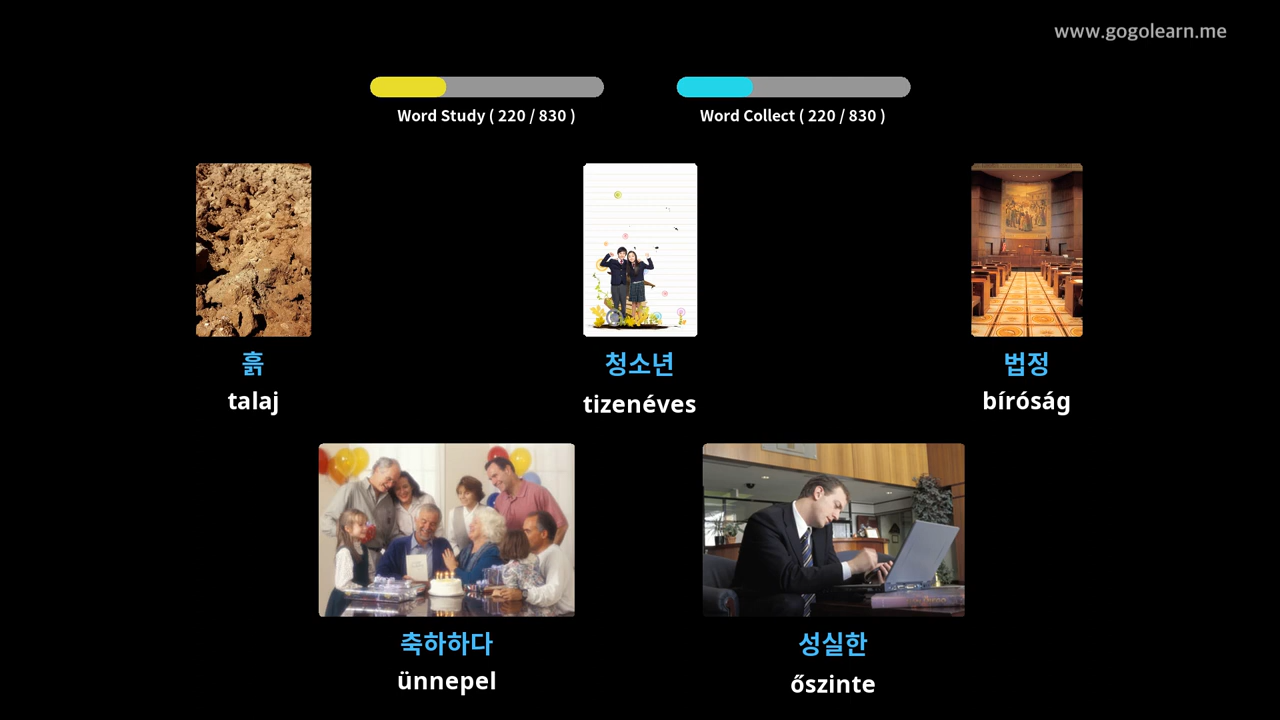 www.gogolearn.me
Word Study ( 220 / 830 )
Word Collect ( 220 / 830 )
흙
talaj
청소년
tizenéves
법정
bíróság
축하하다
ünnepel
성실한
őszinte